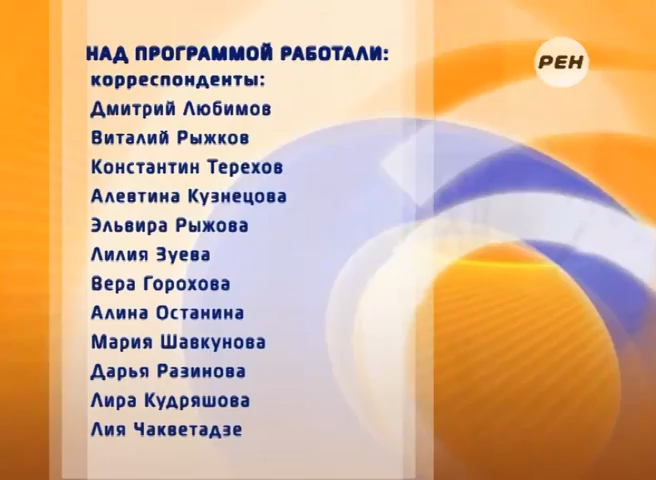 НАД ПРОГРАММОЙ РАБОТАЛИ:
корреспонденты:
Дмитрий Любимов
Виталий Рыжков
Константин Терехов
Алевтина Кузнецова
Эльвира Рыжова
Лилия Зуева
Вера Горохова
Алина Останина
Мария Шавкунова
Дарья Разинова
Лира Кудряшова
Лия Чакветадзе
РЕН